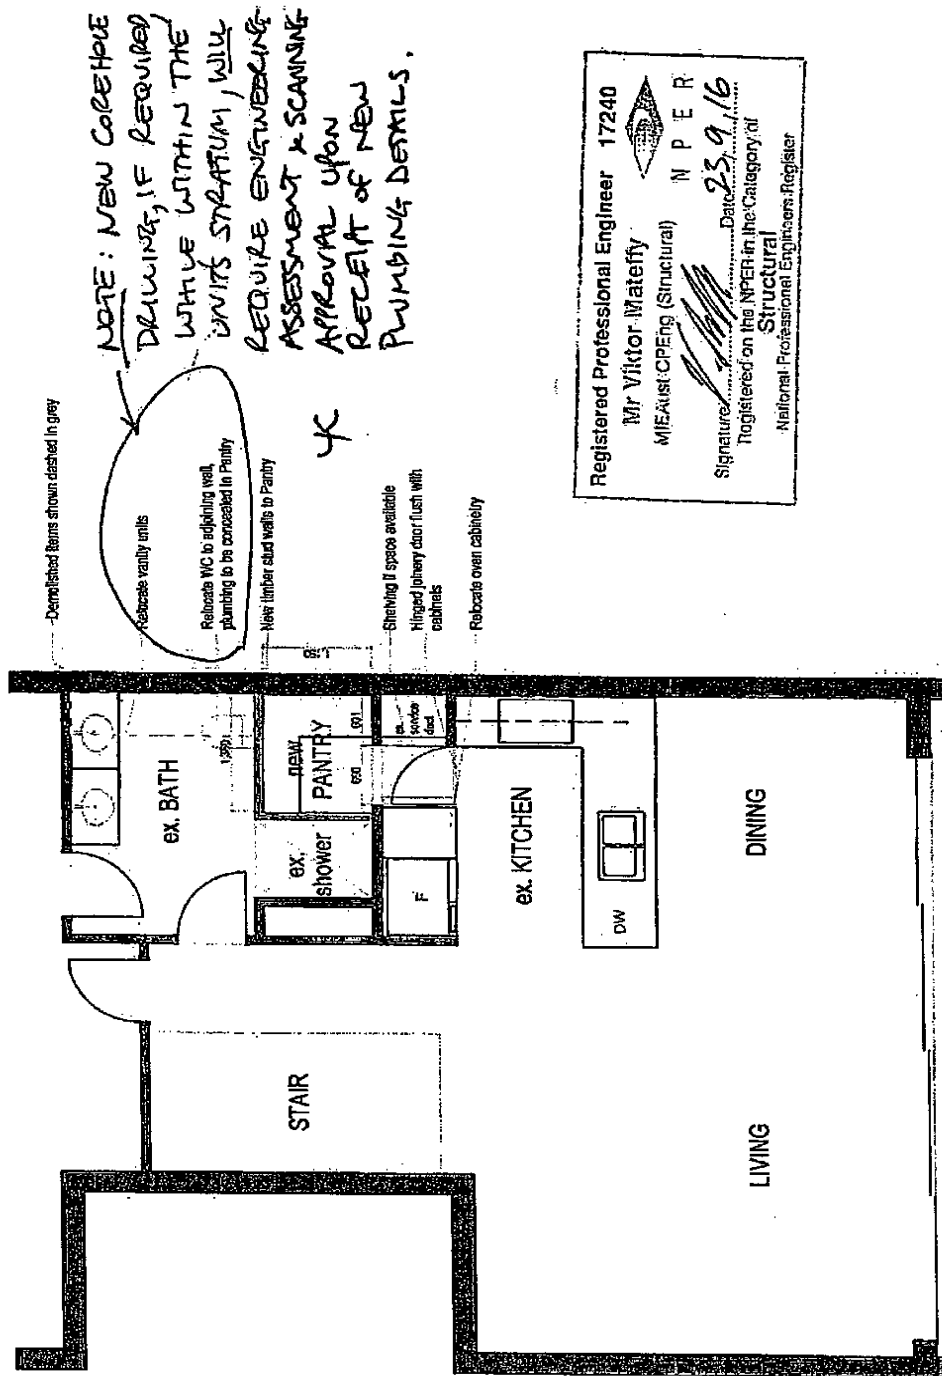 NOTE: NEW COREHOLE
DRILLING, IF REQUIRED
WHILE WITHIN THE
UNITS STRATUM, WILL
REQUIRE ENGINEERING
ASSESSMENT & SCANNING
APPROVAL UPON
RECEIPT OF NEW
PLUMBING DETAILS.
Demolished items shown dashed in grey
Relocate vanity units
Relocate WC to adjoining wall,
plumbing to be concealed in Pantry
New timber stud walls to Pantry
Shelving if space available
Hinged joinery door flush with
cabinets
Relocate oven cabinetry
Registered Professional Engineer 17240
Mr Viktor Mateffy
MIEAust CPEng (Structural)
N P E R
Signature Date 23.9.16
Registered on the NPER in the Catagory of
Structural
National Professional Engineers Register
ex. BATH
new
PANTRY
690
601
ex.
service
duct
ex.
shower
F
ex. KITCHEN
DW
STAIR
DINING
LIVING